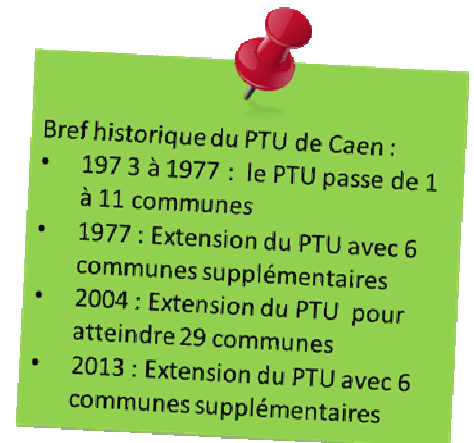 Bref historique du PTU de Caen :
• 197 3 à 1977 : le PTU passe de 1
à 11 communes
• 1977 : Extension du PTU avec 6
communes supplémentaires
• 2004 : Extension du PTU pour
atteindre 29 communes
• 2013 : Extension du PTU avec 6
communes supplémentaires